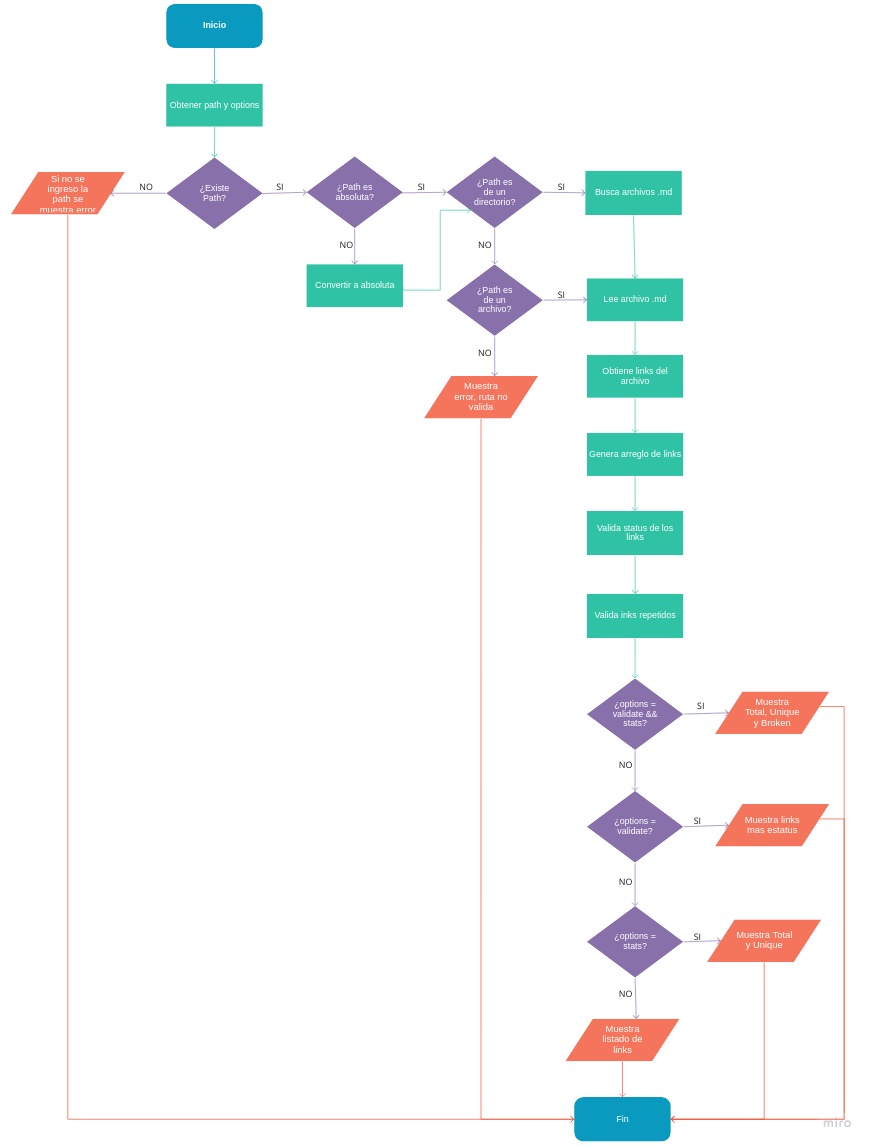 Inicio
Obtener path y options
¿Existe
Path?
NO
SI
Si no se
ingreso la
path se
muestra error
¿Path es
absoluta?
SI
NO
Convertir a absoluta
¿Path es
de un
directorio?
SI
NO
Busca archivos .md
¿Path es
de un
archivo?
SI
NO
Lee archivo .md
Muestra
error, ruta no
valida
Obtiene links del
archivo
Genera arreglo de links
Valida status de los
links
Valida inks repetidos
¿options =
validate &&
stats?
SI
Muestra
Total, Unique
y Broken
NO
¿options =
validate?
SI
Muestra links
mas estatus
NO
¿options =
stats?
SI
Muestra Total
y Unique
NO
Muestra
listado de
links
Fin
miro